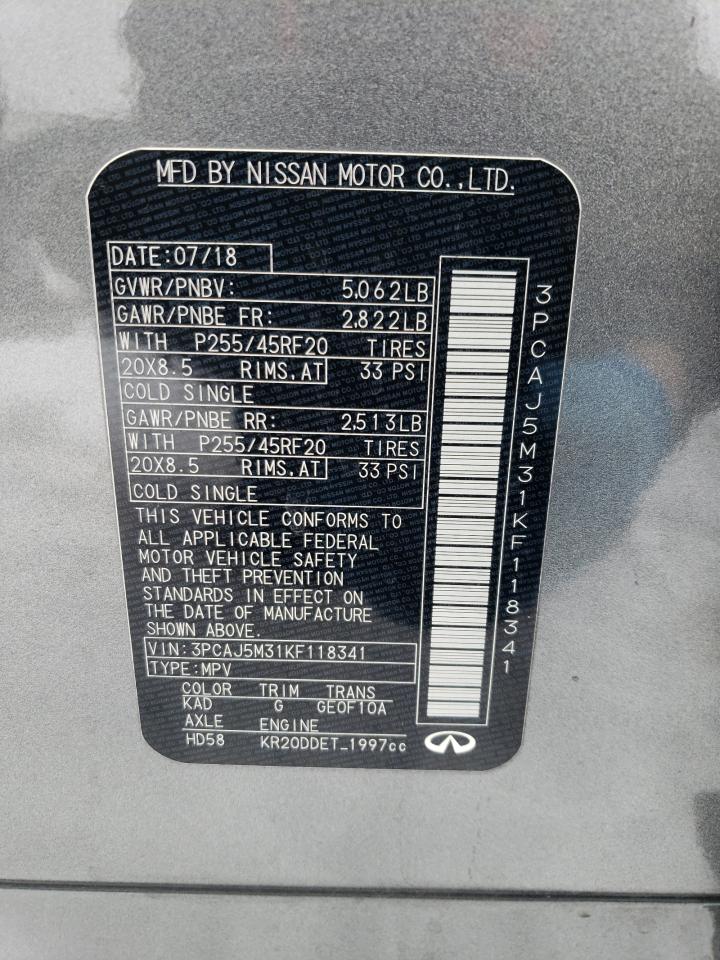 MFD BY NISSAN MOTOR CO.,LTD.
DATE:07/18
GVWR/PNBV: 5.062LB
GAWR/PNBE FR: 2.822LB
WITH P255/45RF20 TIRES
20X8.5 RIMS,AT 33 PSI
COLD SINGLE
GAWR/PNBE RR: 2,513LB
WITH P255/45RF20 TIRES
20X8.5 RIMS,AT 33 PSI
COLD SINGLE
THIS VEHICLE CONFORMS TO
ALL APPLICABLE FEDERAL
MOTOR VEHICLE SAFETY
AND THEFT PREVENTION
STANDARDS IN EFFECT ON
THE DATE OF MANUFACTURE
SHOWN ABOVE.
VIN:3PCAJ5M31KF118341
TYPE:MPV
COLOR TRIM TRANS
KAD G GE0F10A
AXLE ENGINE
HD58 KR20DDET_1997cc
3PCAJ5M31KF118341